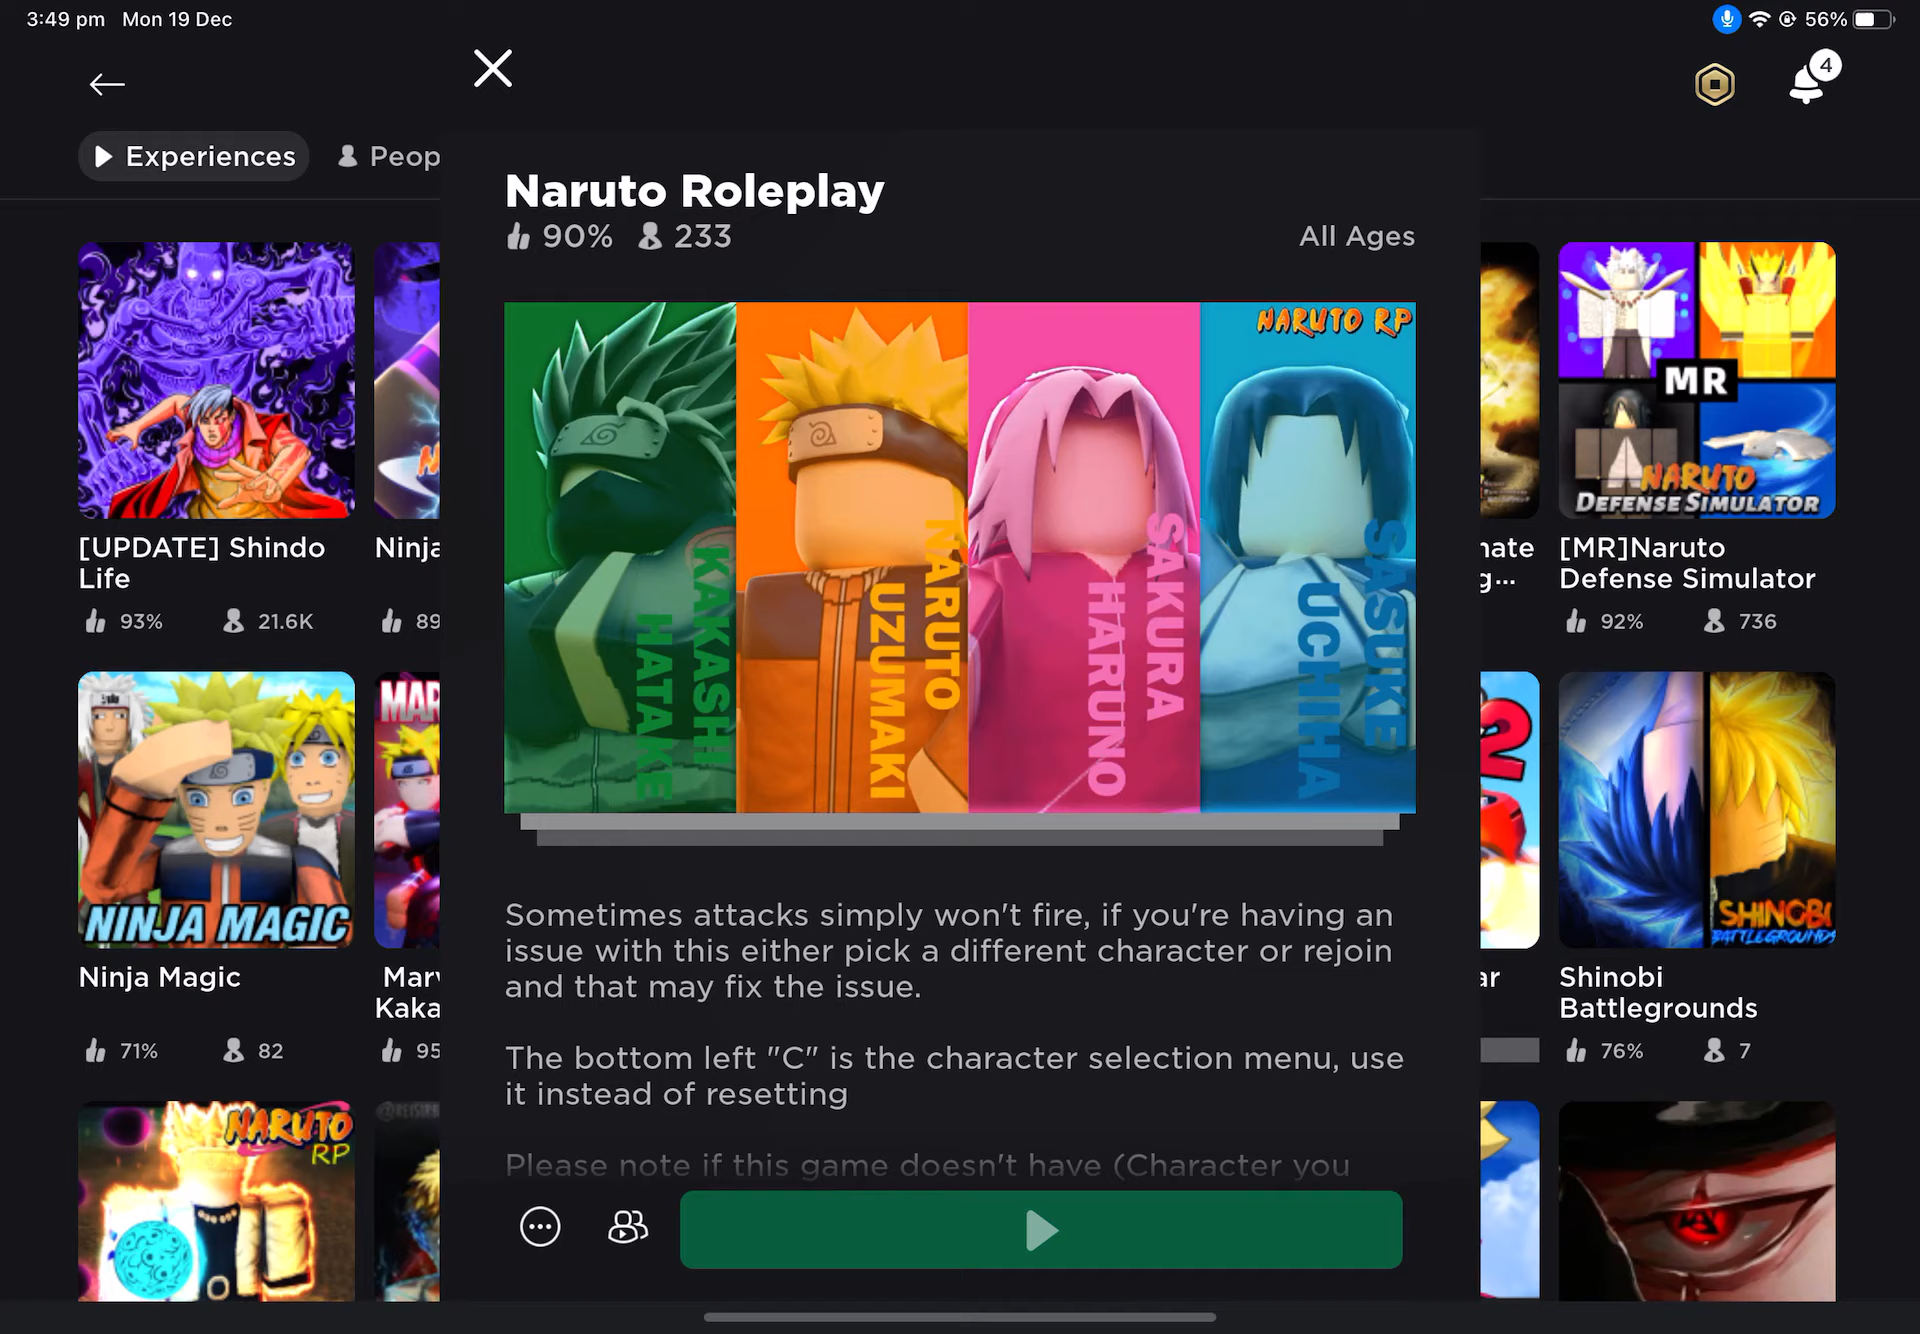 3:49 pm Mon 19 Dec
56%
4
Experiences
Peop
Naruto Roleplay
90% 233
All Ages
NARUTO RP
KAKASHI
HATAKE
NARUTO
UZUMAKI
SAKURA
HARUNO
SASUKE
UCHIHA
Sometimes attacks simply won't fire, if you're having an
issue with this either pick a different character or rejoin
and that may fix the issue.
The bottom left "C" is the character selection menu, use
it instead of resetting
Please note if this game doesn't have (Character you
[UPDATE] Shindo
Life
93% 21.6K
Ninja
89
nate
g...
MR
NARUTO
DEFENSE SIMULATOR
[MR]Naruto
Defense Simulator
92% 736
NINJA MAGIC
Ninja Magic
71% 82
MAR
Marv
Kaka
95
2
ar
SHINOBI
BATTLEGROUNDS
Shinobi
Battlegrounds
76% 7
NARUTO
RP